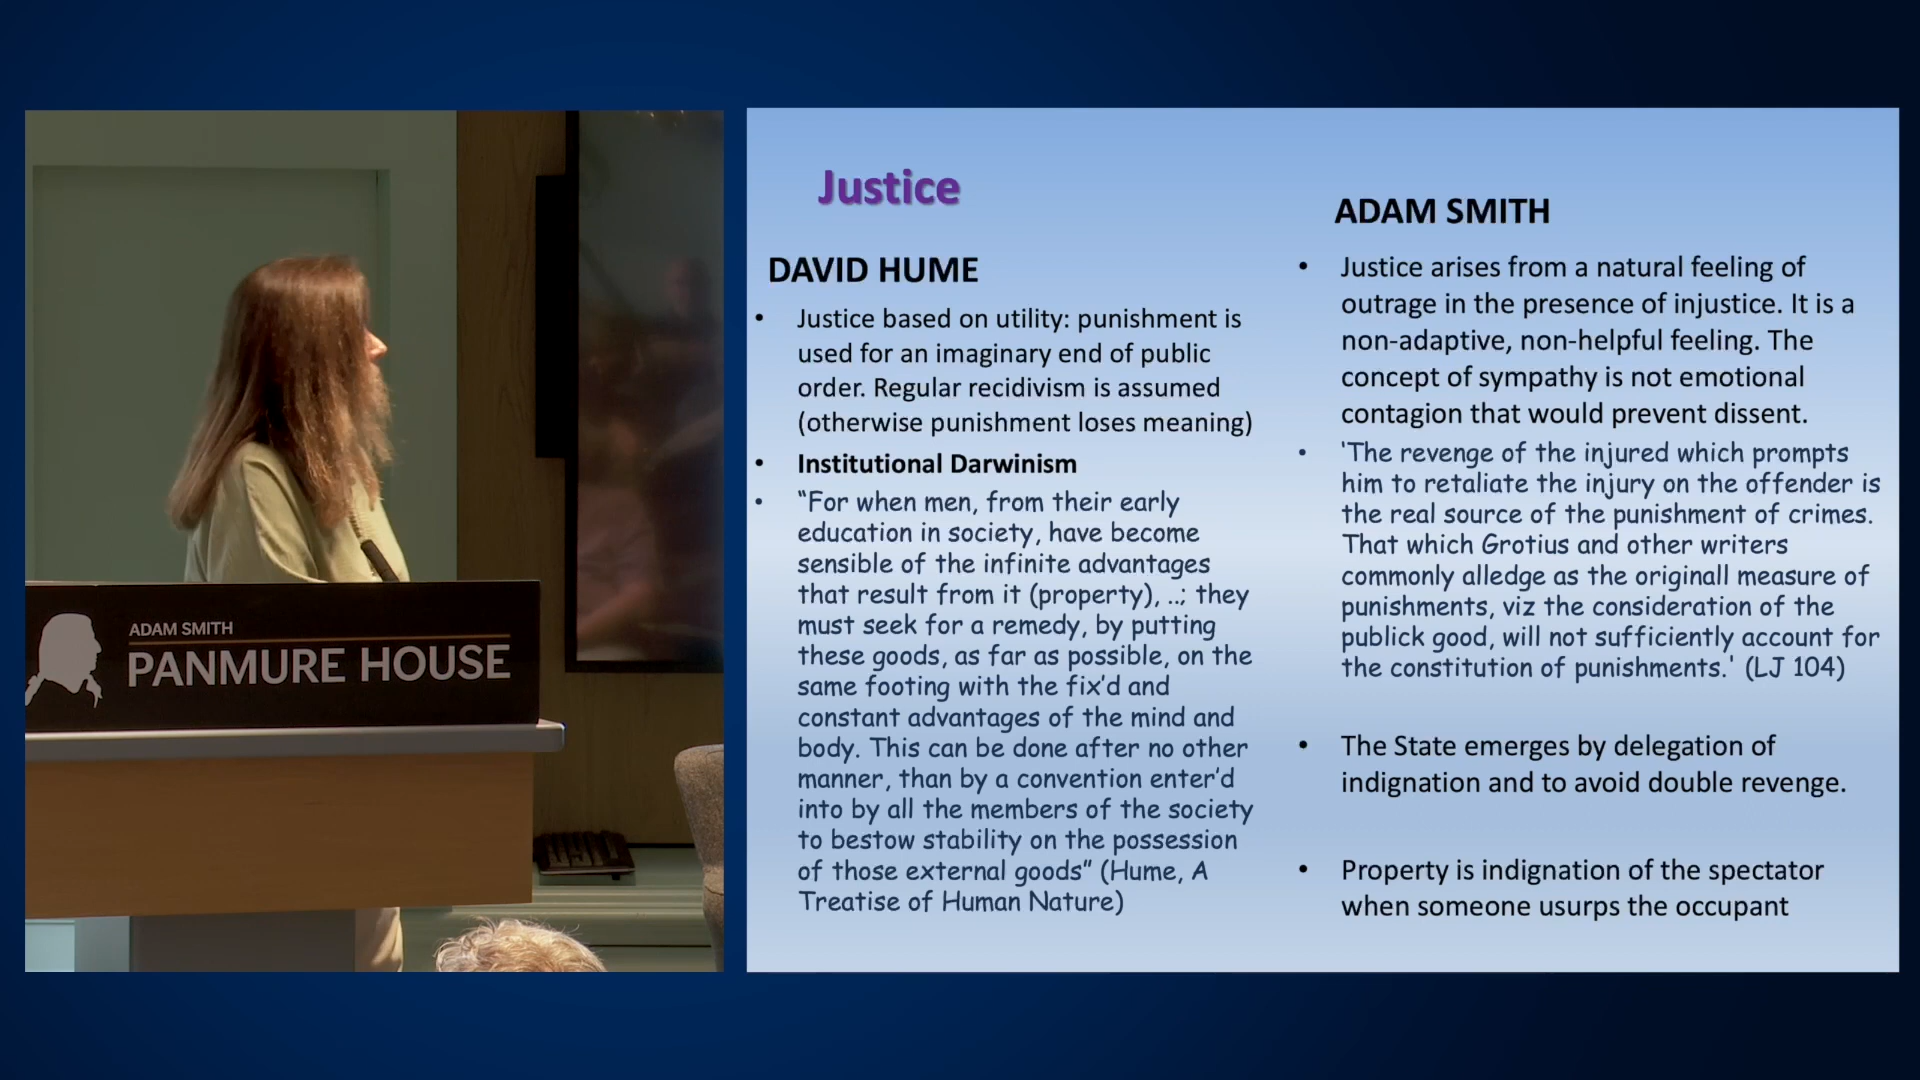 ADAM SMITH
PANMURE HOUSE
Justice
DAVID HUME
• Justice based on utility: punishment is
used for an imaginary end of public
order. Regular recidivism is assumed
(otherwise punishment loses meaning)
• Institutional Darwinism
• “For when men, from their early
education in society, have become
sensible of the infinite advantages
that result from it (property), ..; they
must seek for a remedy, by putting
these goods, as far as possible, on the
same footing with the fix’d and
constant advantages of the mind and
body. This can be done after no other
manner, than by a convention enter’d
into by all the members of the society
to bestow stability on the possession
of those external goods” (Hume, A
Treatise of Human Nature)
ADAM SMITH
• Justice arises from a natural feeling of
outrage in the presence of injustice. It is a
non-adaptive, non-helpful feeling. The
concept of sympathy is not emotional
contagion that would prevent dissent.
• 'The revenge of the injured which prompts
him to retaliate the injury on the offender is
the real source of the punishment of crimes.
That which Grotius and other writers
commonly alledge as the originall measure of
punishments, viz the consideration of the
publick good, will not sufficiently account for
the constitution of punishments.' (LJ 104)
• The State emerges by delegation of
indignation and to avoid double revenge.
• Property is indignation of the spectator
when someone usurps the occupant